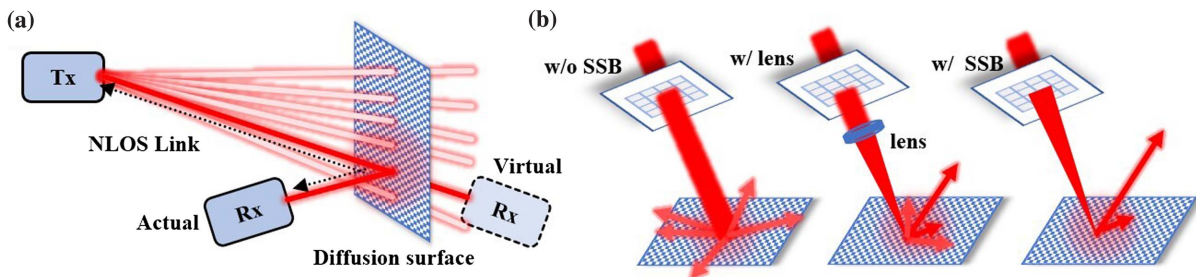 (a)
Tx
NLOS Link
Actual
Rx
Virtual
Rx
Diffusion surface
(b)
w/o SSB
w/ lens
lens
w/ SSB